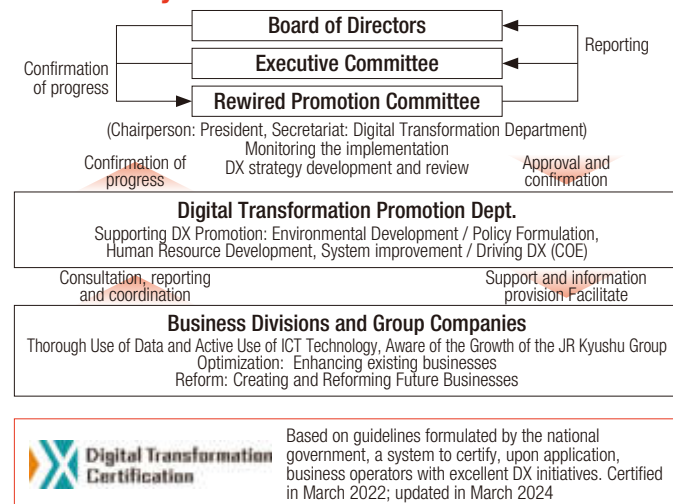 Board of Directors
Executive Committee
Rewired Promotion Committee
Confirmation
of progress
Reporting
(Chairperson: President, Secretariat: Digital Transformation Department)
Monitoring the implementation
DX strategy development and review
Confirmation of
progress
Approval and
confirmation
Digital Transformation Promotion Dept.
Supporting DX Promotion: Environmental Development / Policy Formulation,
Human Resource Development, System improvement / Driving DX (COE)
Consultation, reporting
and coordination
Support and information
provision Facilitate
Business Divisions and Group Companies
Thorough Use of Data and Active Use of ICT Technology, Aware of the Growth of the JR Kyushu Group
Optimization: Enhancing existing businesses
Reform: Creating and Reforming Future Businesses
Digital Transformation
Certification
Based on guidelines formulated by the national
government, a system to certify, upon application,
business operators with excellent DX initiatives. Certified
in March 2022; updated in March 2024